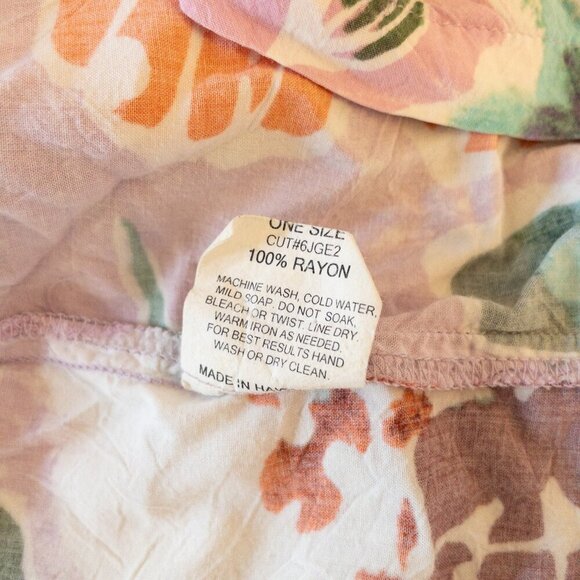 ONE SIZE
CUT#6JGE2
100% RAYON
MACHINE WASH, COLD WATER.
MILD SOAP. DO NOT SOAK,
BLEACH OR TWIST. LINE DRY.
WARM IRON AS NEEDED.
FOR BEST RESULTS HAND
WASH OR DRY CLEAN.
MADE IN